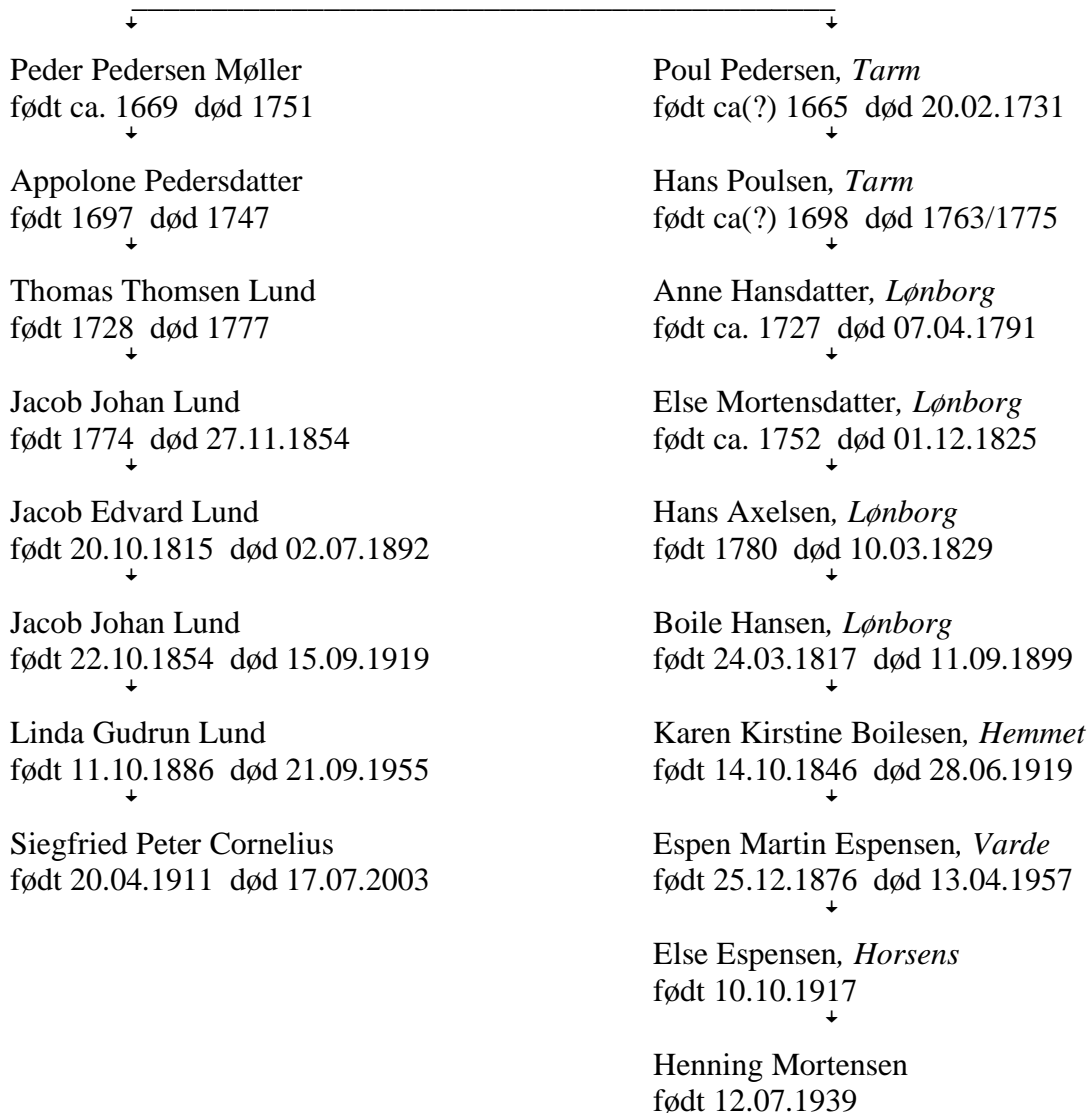 Peder Pedersen Møller
født ca. 1669 død 1751
Appolone Pedersdatter
født 1697 død 1747
Thomas Thomsen Lund
født 1728 død 1777
Jacob Johan Lund
født 1774 død 27.11.1854
Jacob Edvard Lund
født 20.10.1815 død 02.07.1892
Jacob Johan Lund
født 22.10.1854 død 15.09.1919
Linda Gudrun Lund
født 11.10.1886 død 21.09.1955
Siegfried Peter Cornelius
født 20.04.1911 død 17.07.2003
Poul Pedersen, Tarm
født ca(?) 1665 død 20.02.1731
Hans Poulsen, Tarm
født ca(?) 1698 død 1763/1775
Anne Hansdatter, Lønborg
født ca. 1727 død 07.04.1791
Else Mortensdatter, Lønborg
født ca. 1752 død 01.12.1825
Hans Axelsen, Lønborg
født 1780 død 10.03.1829
Boile Hansen, Lønborg
født 24.03.1817 død 11.09.1899
Karen Kirstine Boilesen, Hemmet
født 14.10.1846 død 28.06.1919
Espen Martin Espensen, Varde
født 25.12.1876 død 13.04.1957
Else Espensen, Horsens
født 10.10.1917
Henning Mortensen
født 12.07.1939